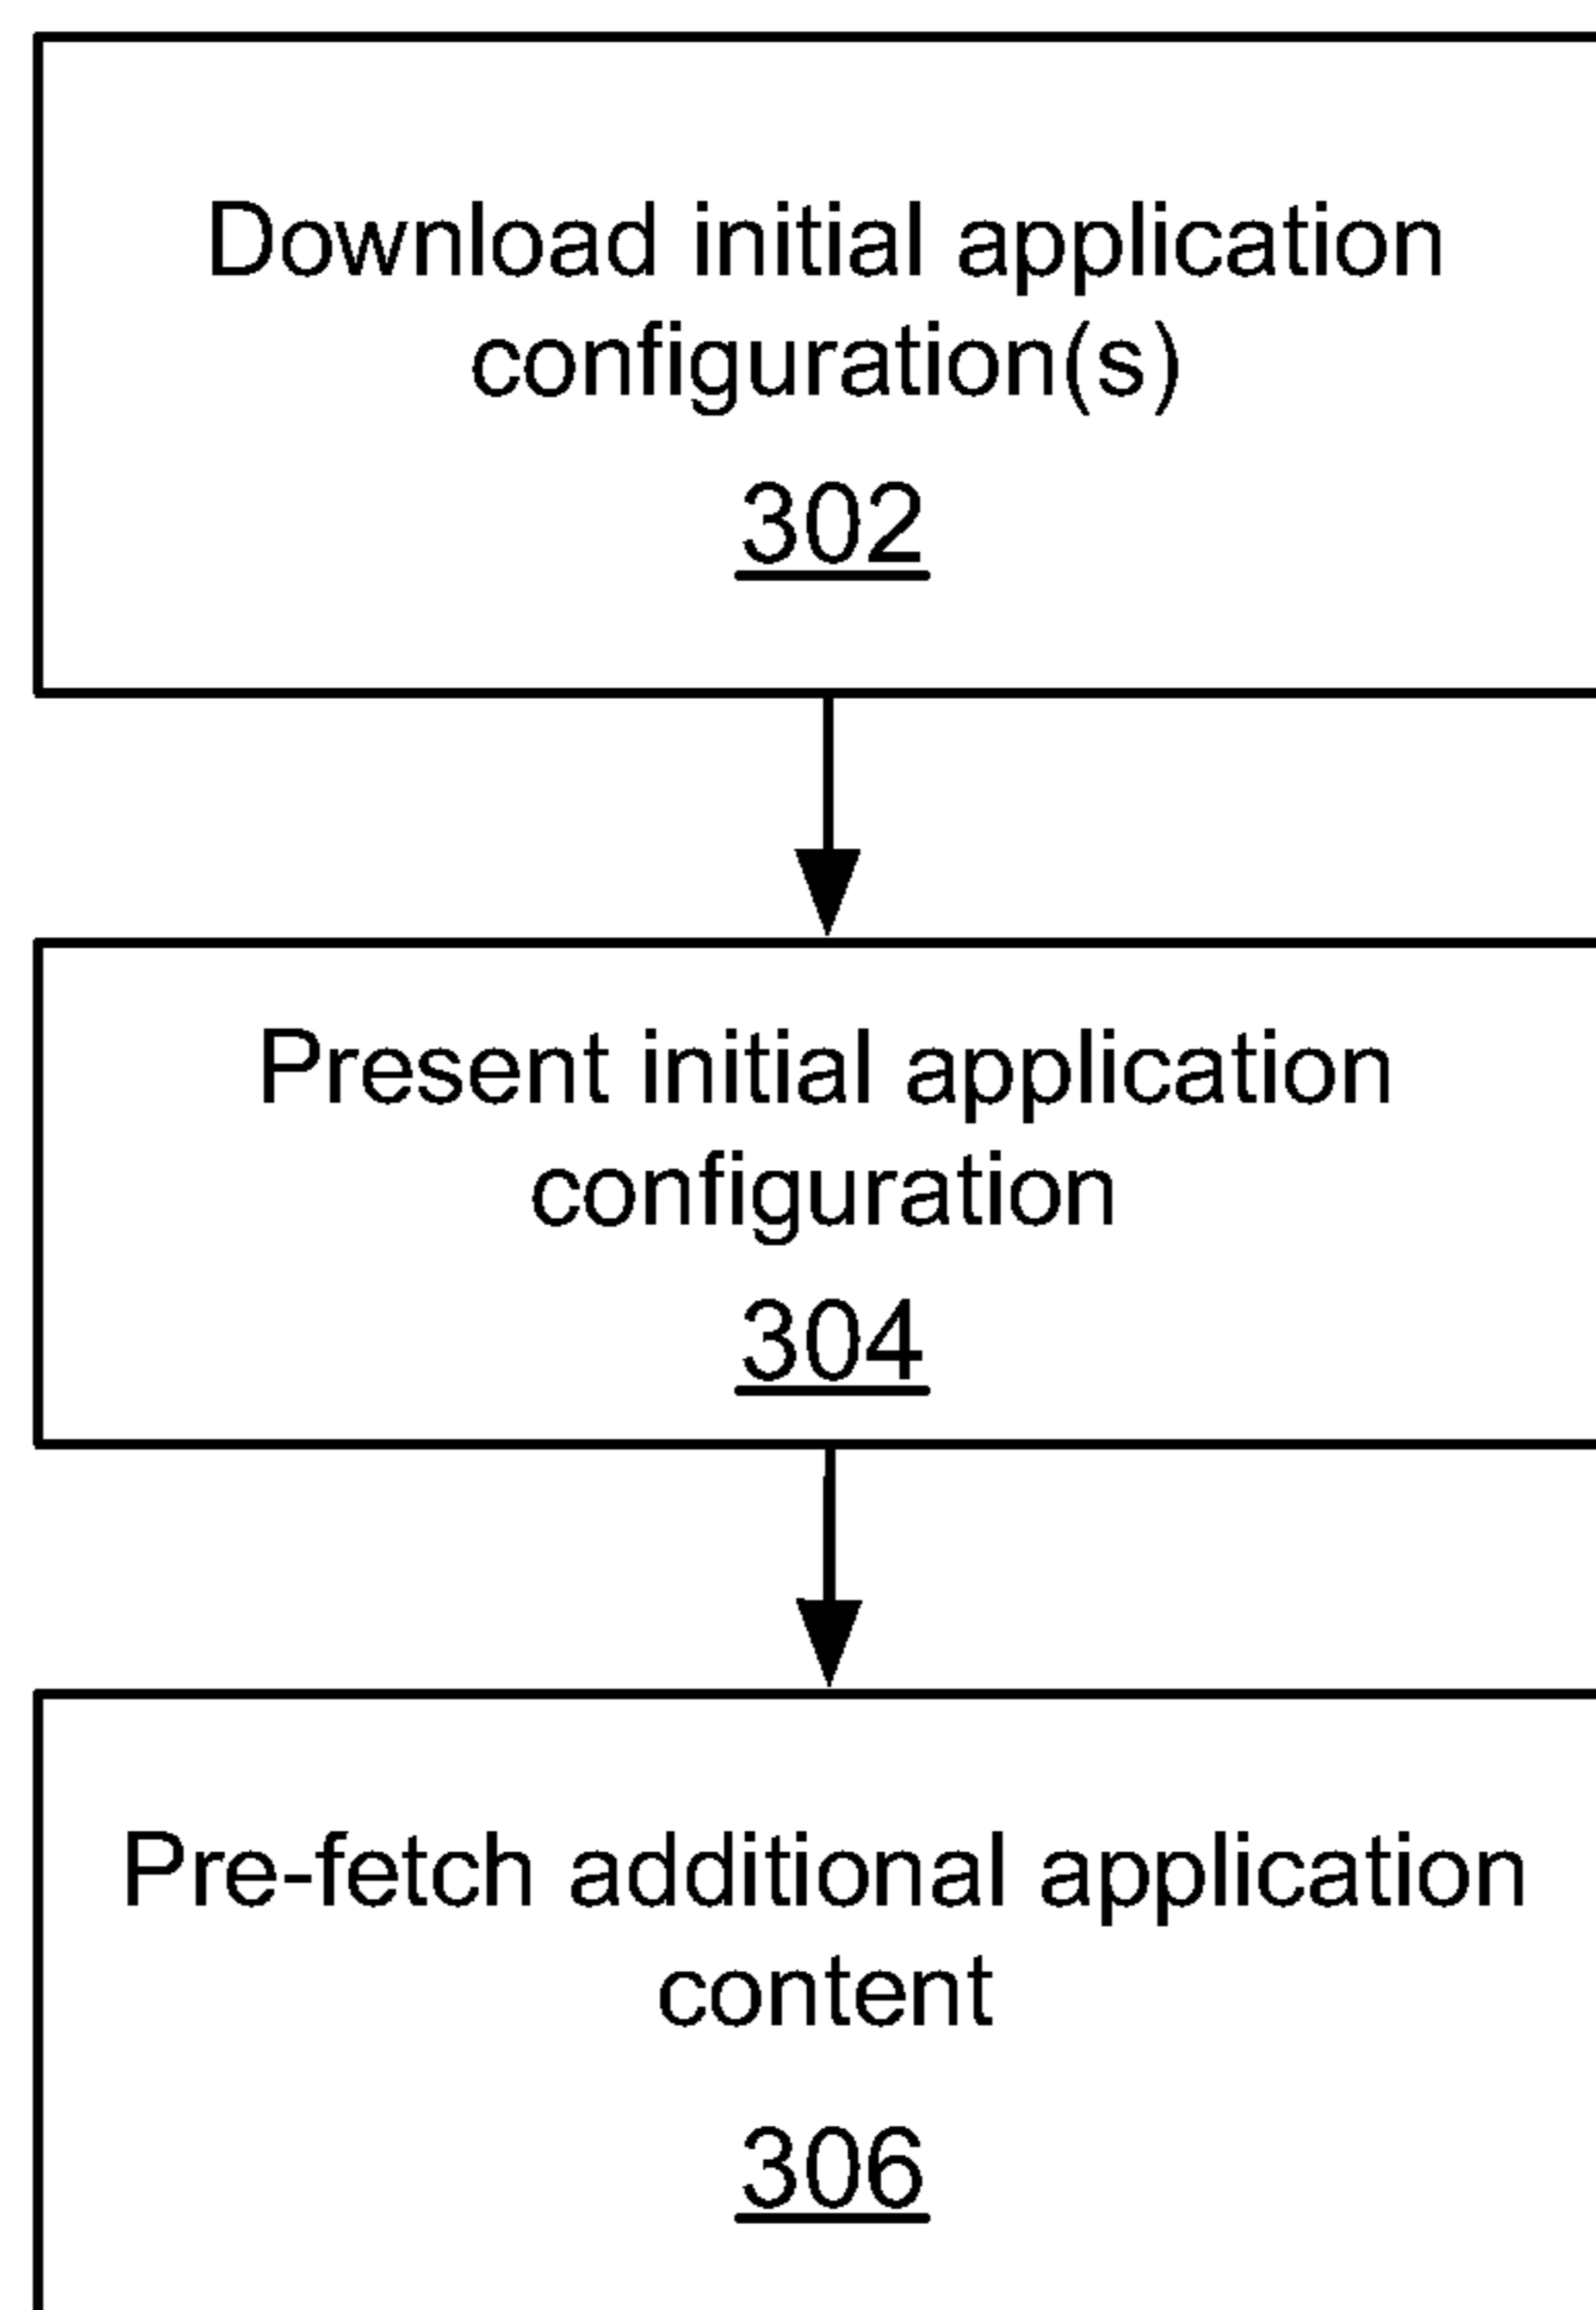 Download initial application
configuration(s)
302
Present initial application
configuration
304
Pre-fetch additional application
content
306